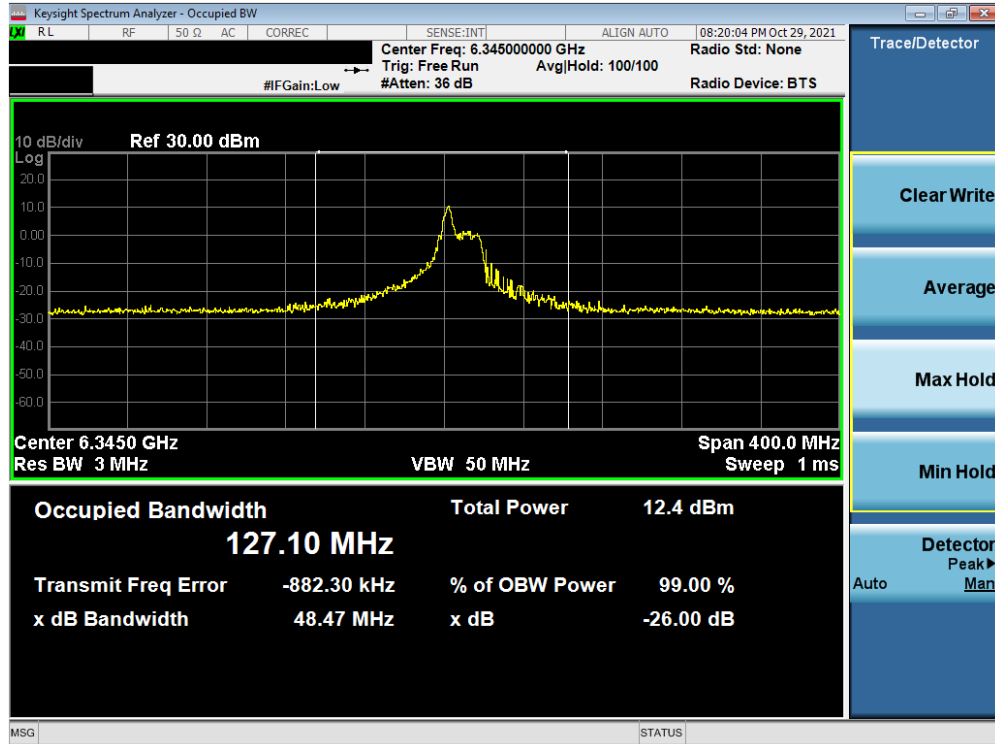 Keysight Spectrum Analyzer - Occupied BW
LXI RL RF 50 Ω AC CORREC SENSE:INT ALIGN AUTO 08:20:04 PM Oct 29, 2021
Center Freq: 6.345000000 GHz Radio Std: None
Trig: Free Run Avg|Hold: 100/100
#IFGain:Low #Atten: 36 dB Radio Device: BTS
10 dB/div Ref 30.00 dBm
Log
20.0
10.0
0.00
-10.0
-20.0
-30.0
-40.0
-50.0
-60.0
Center 6.3450 GHz Span 400.0 MHz
Res BW 3 MHz VBW 50 MHz Sweep 1 ms
Occupied Bandwidth Total Power 12.4 dBm
127.10 MHz
Transmit Freq Error -882.30 kHz % of OBW Power 99.00 %
x dB Bandwidth 48.47 MHz x dB -26.00 dB
MSG STATUS
Trace/Detector
Clear Write
Average
Max Hold
Min Hold
Detector
Peak▶
Auto Man